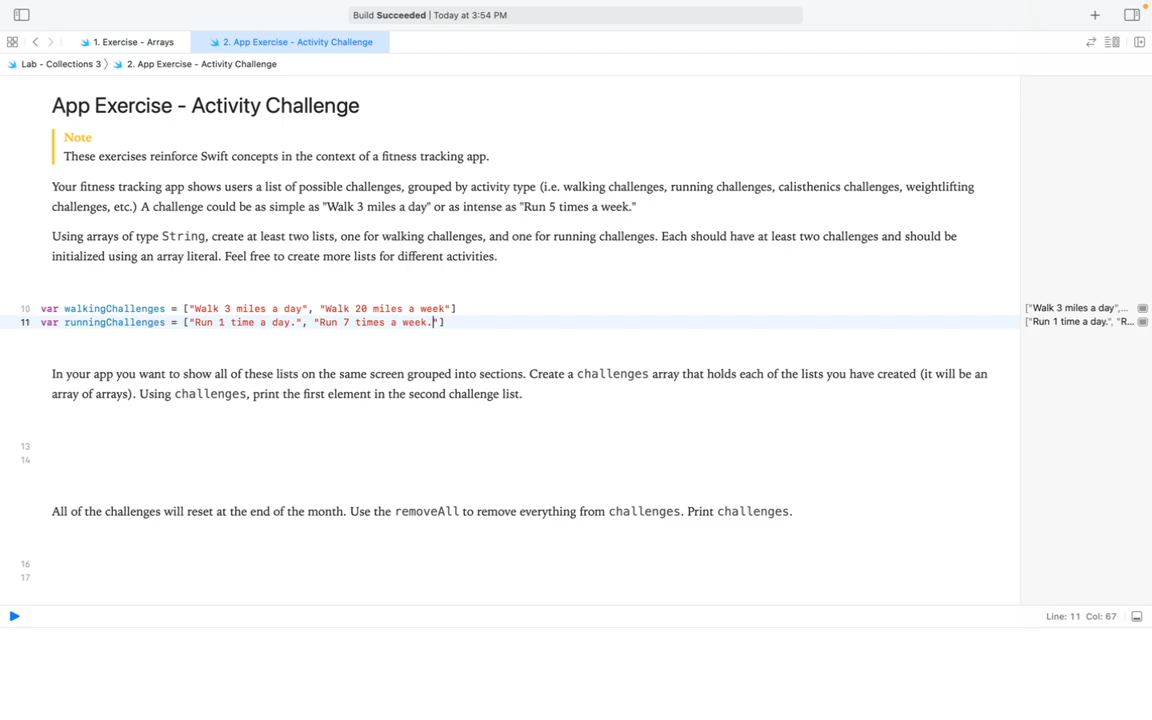 Build Succeeded | Today at 3:54 PM
1. Exercise - Arrays
2. App Exercise - Activity Challenge
Lab - Collections 3 〉 2. App Exercise - Activity Challenge
App Exercise - Activity Challenge
Note
These exercises reinforce Swift concepts in the context of a fitness tracking app.
Your fitness tracking app shows users a list of possible challenges, grouped by activity type (i.e. walking challenges, running challenges, calisthenics challenges, weightlifting
challenges, etc.) A challenge could be as simple as "Walk 3 miles a day" or as intense as "Run 5 times a week."
Using arrays of type String, create at least two lists, one for walking challenges, and one for running challenges. Each should have at least two challenges and should be
initialized using an array literal. Feel free to create more lists for different activities.
10 var walkingChallenges = ["Walk 3 miles a day", "Walk 20 miles a week"]
["Walk 3 miles a day",...
11 var runningChallenges = ["Run 1 time a day.", "Run 7 times a week."]
["Run 1 time a day.", "R...
In your app you want to show all of these lists on the same screen grouped into sections. Create a challenges array that holds each of the lists you have created (it will be an
array of arrays). Using challenges, print the first element in the second challenge list.
13
14
All of the challenges will reset at the end of the month. Use the removeAll to remove everything from challenges. Print challenges.
16
17
Line: 11 Col: 67